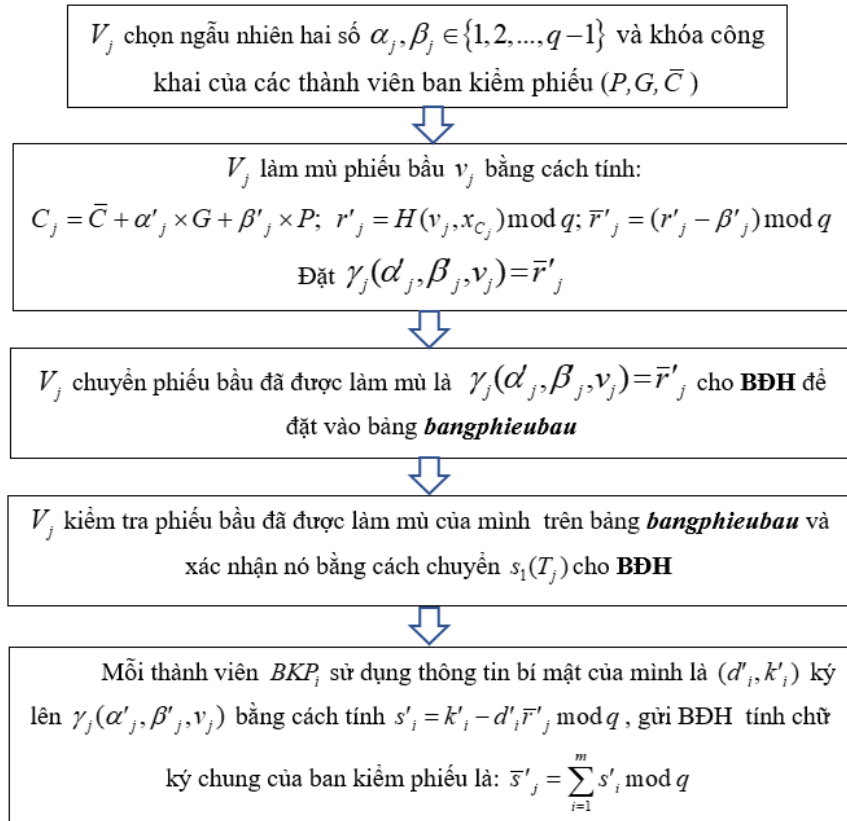 V_j chọn ngẫu nhiên hai số α_j, β_j ∈ {1, 2, ..., q−1} và khóa công
khai của các thành viên ban kiểm phiếu (P, G, C̅ )
V_j làm mù phiếu bầu v_j bằng cách tính:
C_j = C̅ + α'_j × G + β'_j × P; r'_j = H(v_j, x_{C_j}) mod q; r̅'_j = (r'_j − β'_j) mod q
Đặt γ_j(α'_j, β'_j, v_j) = r̅'_j
V_j chuyển phiếu bầu đã được làm mù là γ_j(α'_j, β'_j, v_j) = r̅'_j cho BĐH để
đặt vào bảng bangphieubau
V_j kiểm tra phiếu bầu đã được làm mù của mình trên bảng bangphieubau và
xác nhận nó bằng cách chuyển s_1(T_j) cho BĐH
Mỗi thành viên BKP_i sử dụng thông tin bí mật của mình là (d'_i, k'_i) ký
lên γ_j(α'_j, β'_j, v_j) bằng cách tính s'_i = k'_i − d'_i r̅'_j mod q , gửi BĐH tính chữ
ký chung của ban kiểm phiếu là: s̅'_j = ∑_{i=1}^{m} s'_i mod q